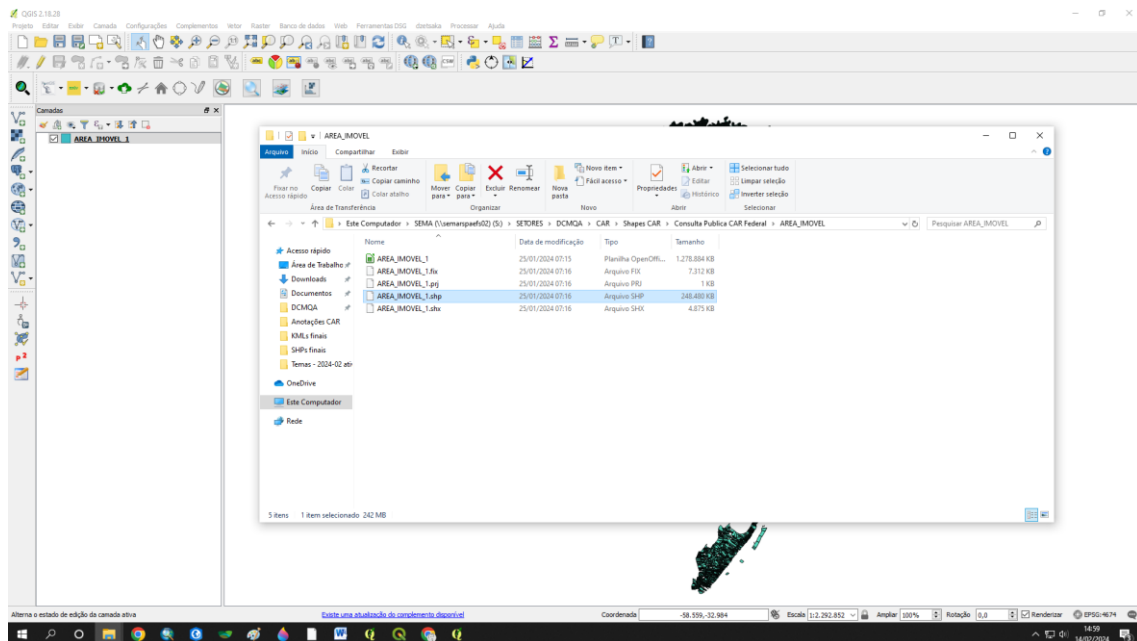 QGIS 2.18.28
Projeto Editar Exibir Camada Configurações Complementos Vetor Raster Banco de dados Web Ferramentas DSG dzetsaka Processar Ajuda
Camadas
AREA_IMOVEL_1
AREA_IMOVEL
Arquivo Início Compartilhar Exibir
Fixar no Acesso rápido
Copiar
Colar
Recortar
Copiar caminho
Colar atalho
Mover para
Copiar para
Excluir
Renomear
Nova pasta
Novo item
Fácil acesso
Propriedades
Abrir
Editar
Histórico
Selecionar tudo
Limpar seleção
Inverter seleção
Área de Transferência Organizar Novo Abrir Selecionar
Este Computador > SEMA (\\semarspaefs02) (S:) > SETORES > DCMQA > CAR > Shapes CAR > Consulta Publica CAR Federal > AREA_IMOVEL
Pesquisar AREA_IMOVEL
Acesso rápido
Área de Trabalho
Downloads
Documentos
DCMQA
Anotações CAR
KMLs finais
SHPs finais
Temas - 2024-02 ati
OneDrive
Este Computador
Rede
Nome Data de modificação Tipo Tamanho
AREA_IMOVEL_1 25/01/2024 07:15 Planilha OpenOffi... 1.278.884 KB
AREA_IMOVEL_1.fix 25/01/2024 07:16 Arquivo FIX 7.312 KB
AREA_IMOVEL_1.prj 25/01/2024 07:16 Arquivo PRJ 1 KB
AREA_IMOVEL_1.shp 25/01/2024 07:16 Arquivo SHP 248.480 KB
AREA_IMOVEL_1.shx 25/01/2024 07:16 Arquivo SHX 4.875 KB
5 itens 1 item selecionado 242 MB
Alterna o estado de edição da camada ativa
Existe uma atualização do complemento disponível
Coordenada -58.559,-32.984
Escala 1:2.292.852
Ampliar 100%
Rotação 0,0
Renderizar
EPSG:4674
14:59
14/02/2024